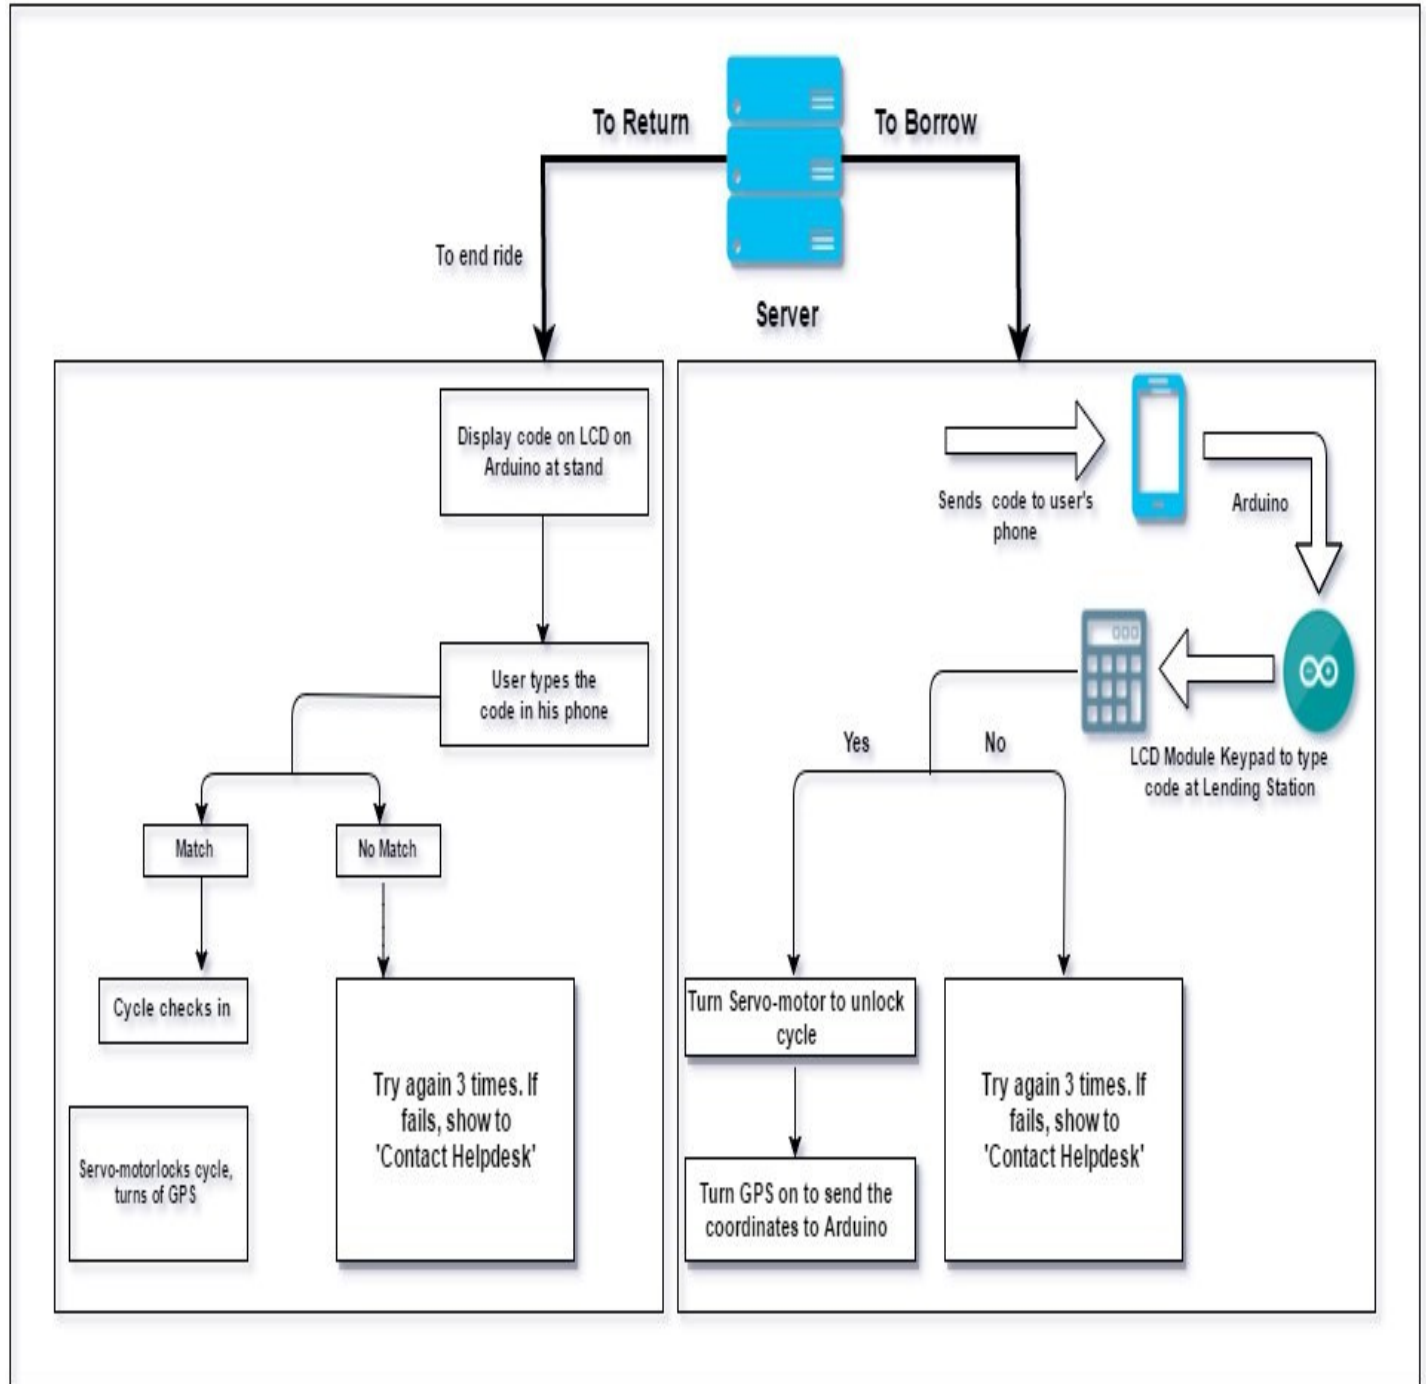 To Return
To Borrow
To end ride
Server
Display code on LCD on
Arduino at stand
User types the
code in his phone
Match
No Match
Cycle checks in
Servo-motorlocks cycle,
turns of GPS
Try again 3 times. If
fails, show to
'Contact Helpdesk'
Sends code to user's
phone
Arduino
LCD Module Keypad to type
code at Lending Station
Yes
No
Turn Servo-motor to unlock
cycle
Turn GPS on to send the
coordinates to Arduino
Try again 3 times. If
fails, show to
'Contact Helpdesk'